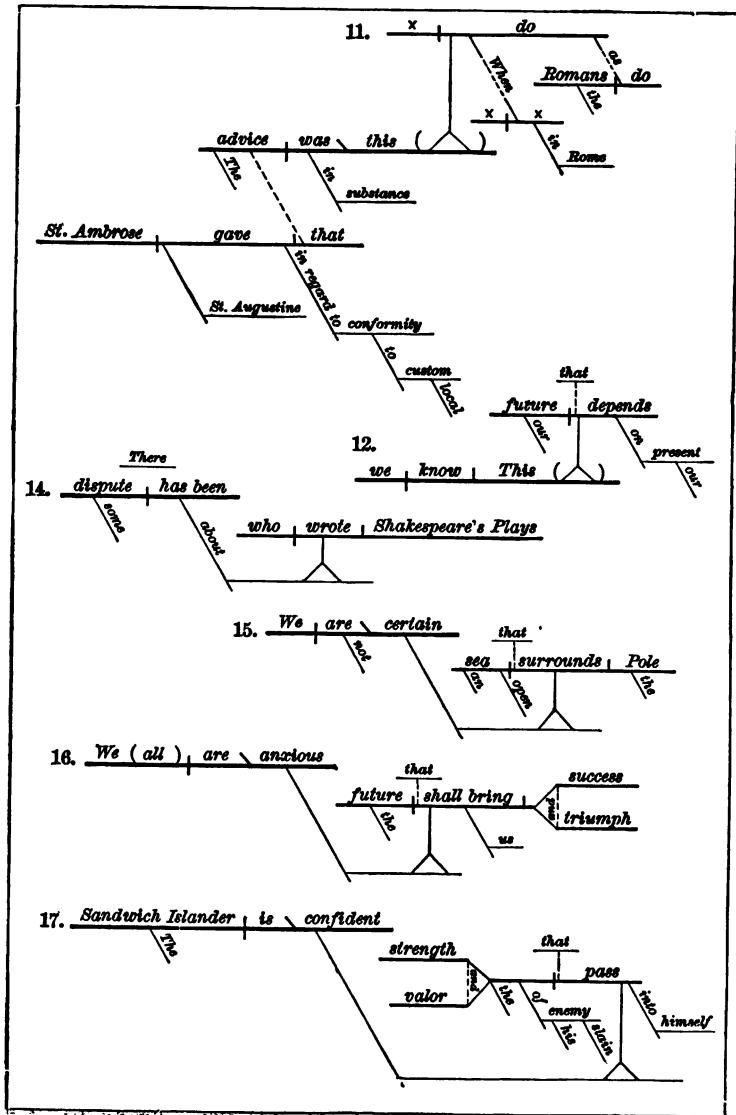 11. x do
When
as
Romans do
the
x x
in
Rome
advice was this ( )
The
in
substance
St. Ambrose gave that
in regard to
St. Augustine
conformity
to
custom
local
that
future depends
our
on
present
our
12.
we know This ( )
There
14. dispute has been
some
about
who wrote Shakespeare's Plays
15. We are certain
not
that
sea surrounds Pole
an
open
the
16. We (all) are anxious
that
future shall bring
the
us
success
and
triumph
17. Sandwich Islander is confident
The
strength
and
valor
that
pass
the
of
enemy
his
slain
into
himself